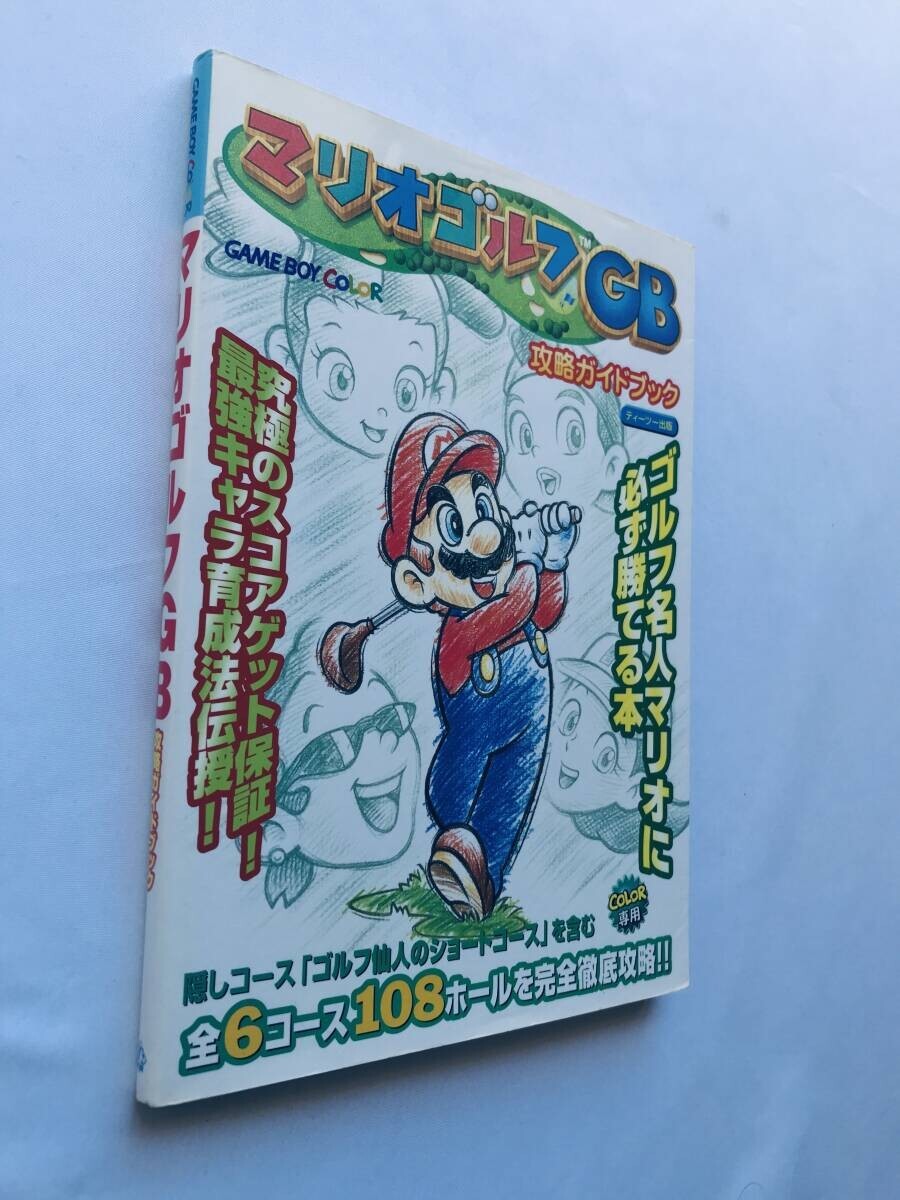 マリオゴルフ™GB
GAME BOY COLOR
攻略ガイドブック
ティーツー出版
ゴルフ名人マリオに
必ず勝てる本
究極のスコアゲット保証!
最強キャラ育成法伝授!
COLOR
専用
隠しコース「ゴルフ仙人のショートコース」を含む
全6コース108ホールを完全徹底攻略!!
GAME BOY COLOR
マリオゴルフGB
攻略ガイドブック
M